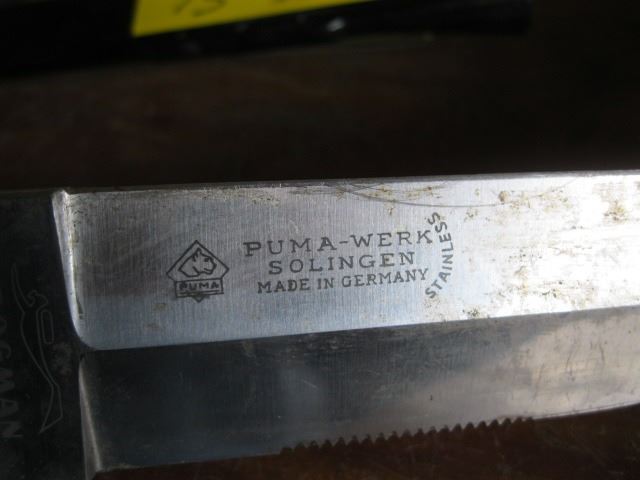 PUMA-WERK
SOLINGEN
MADE IN GERMANY
STAINLESS
PUMA